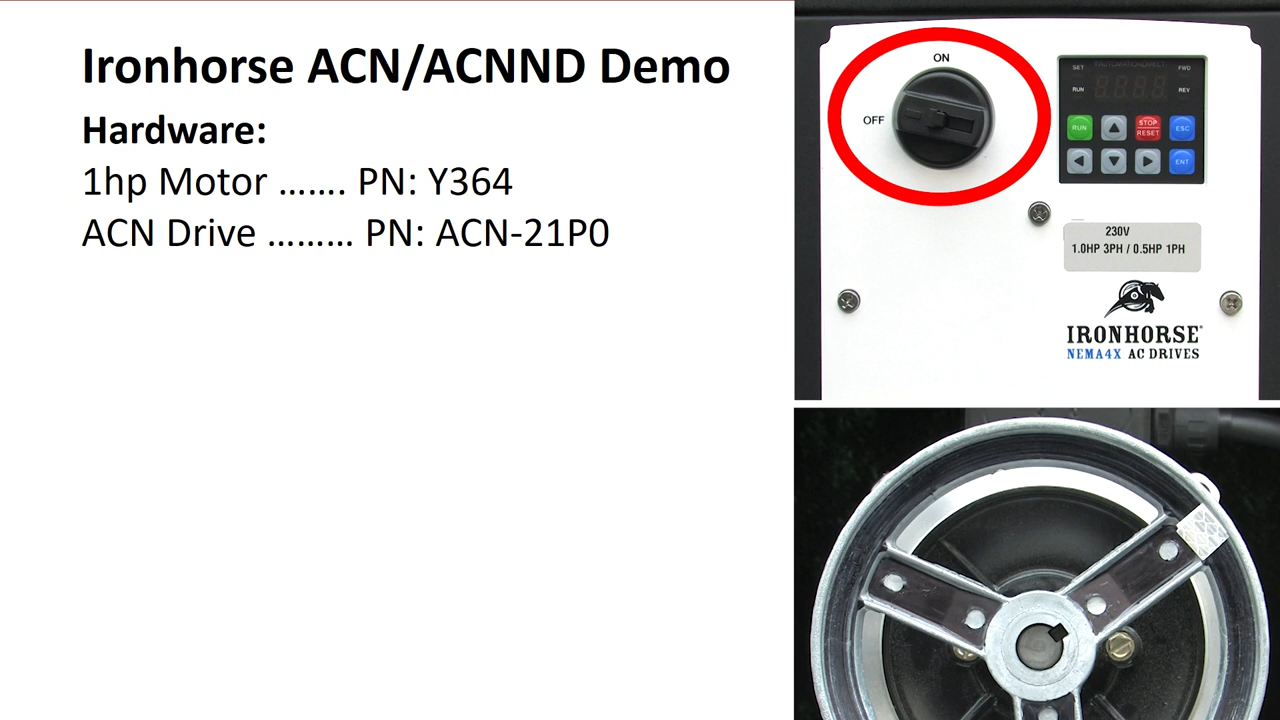 Ironhorse ACN/ACNND Demo
Hardware:
1hp Motor ……. PN: Y364
ACN Drive ……… PN: ACN-21P0
ON
OFF
SET
FWD
RUN
REV
RUN
STOP
RESET
ESC
ENT
230V
1.0HP 3PH / 0.5HP 1PH
IRONHORSE®
NEMA4X AC DRIVES